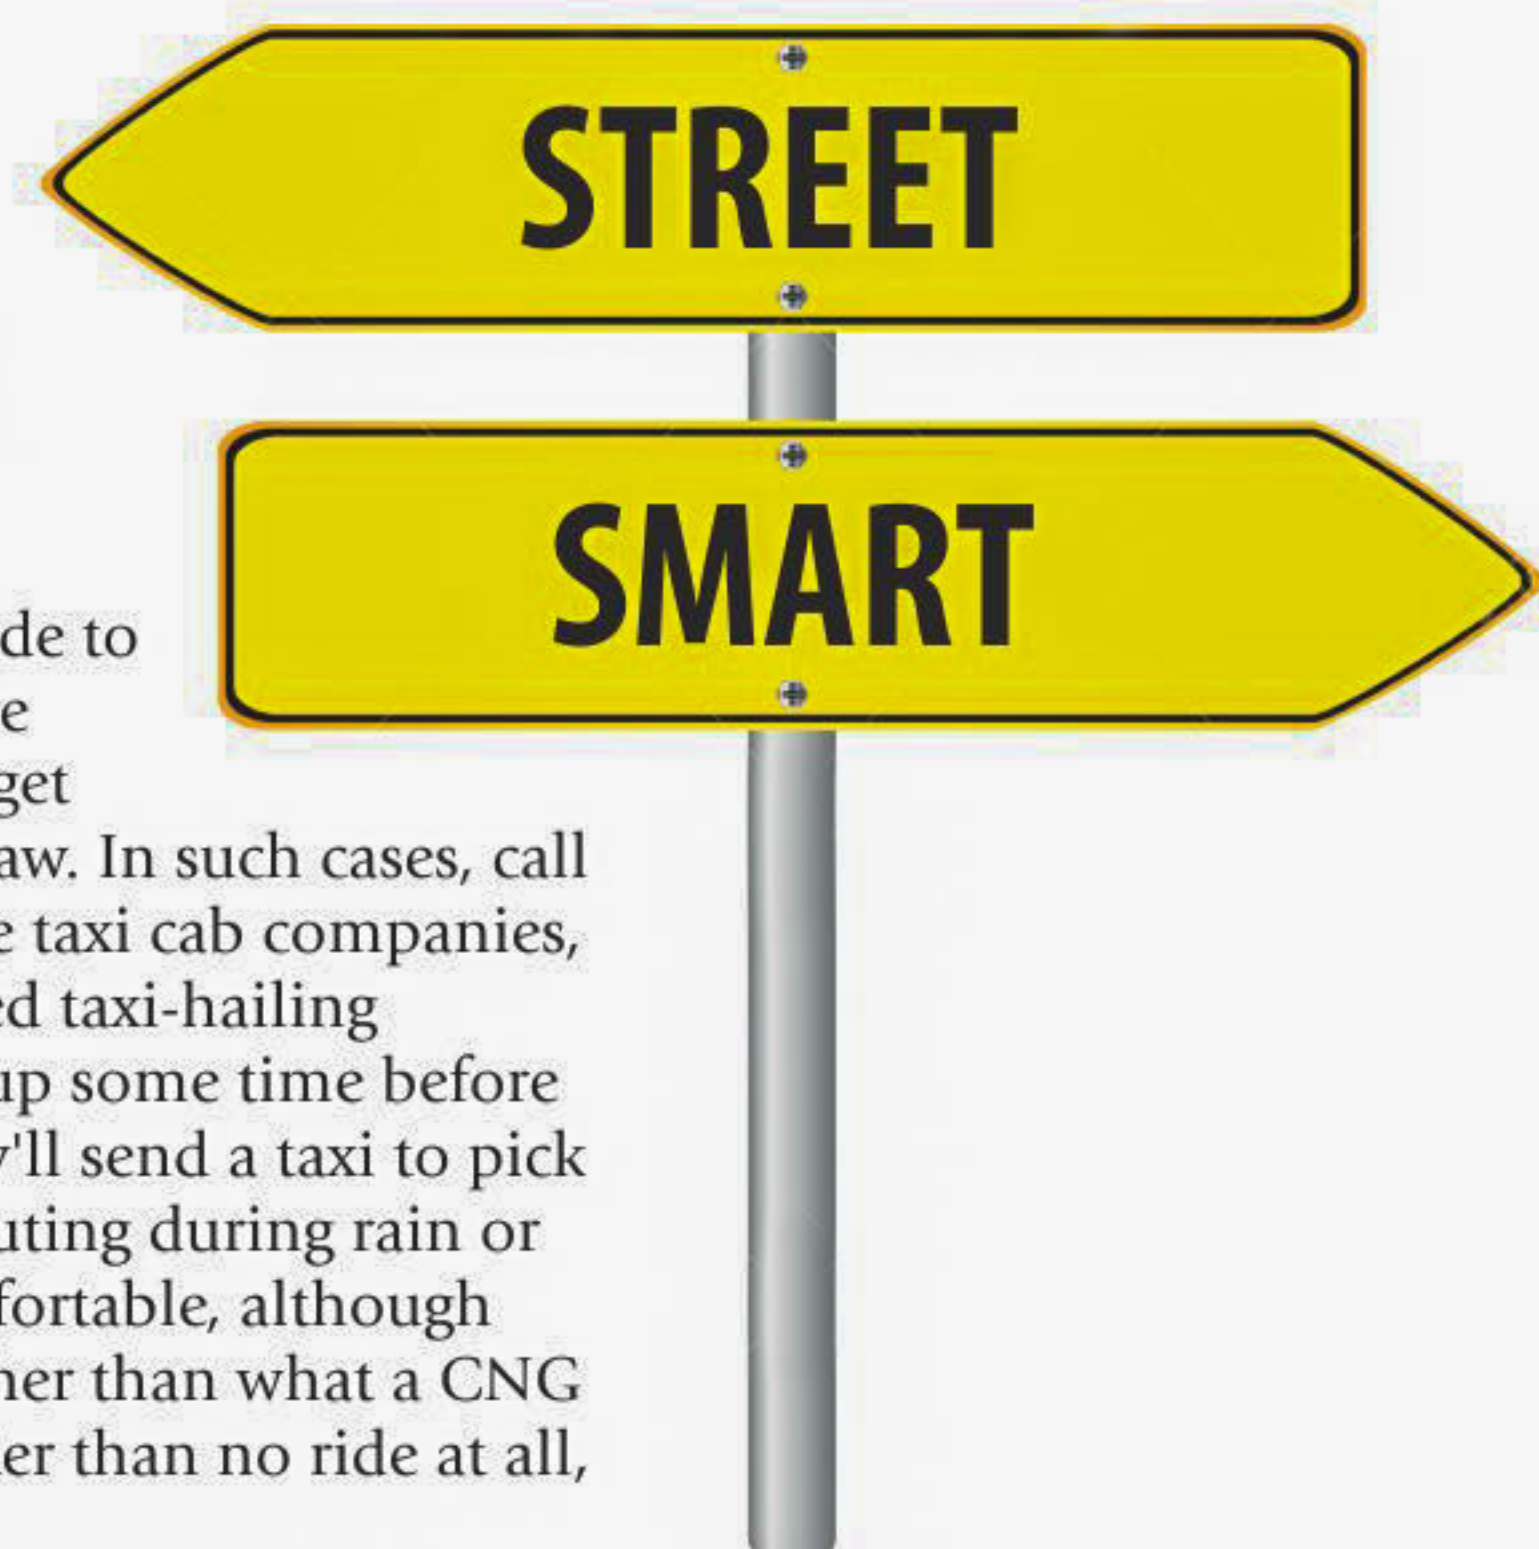 STREET
SMART
de to
e
get
aw. In such cases, call
e taxi cab companies,
ed taxi-hailing
up some time before
y'll send a taxi to pick
uting during rain or
fortable, although
her than what a CNG
er than no ride at all,